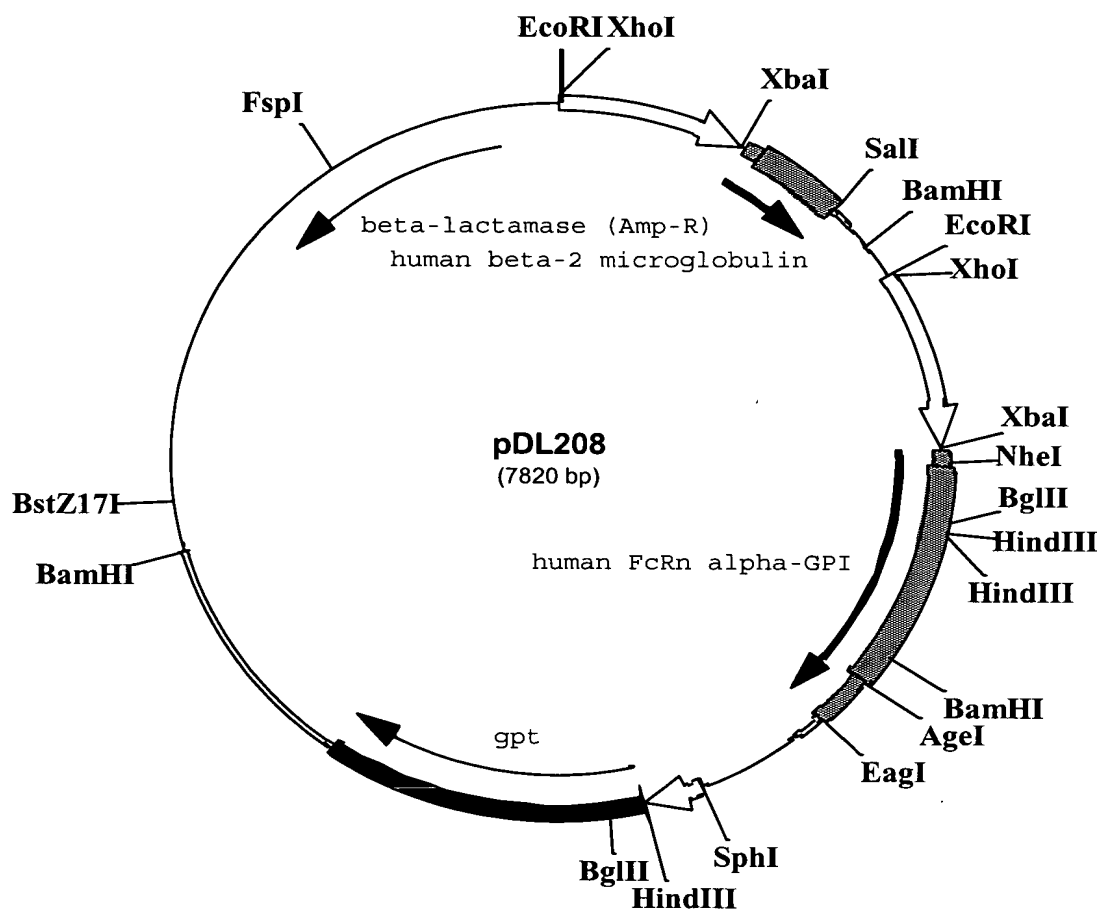 EcoRI XhoI
XbaI
FspI
SalI
BamHI
EcoRI
XhoI
beta-lactamase (Amp-R)
human beta-2 microglobulin
XbaI
NheI
BglII
HindIII
HindIII
pDL208
(7820 bp)
BstZ17I
BamHI
human FcRn alpha-GPI
BamHI
AgeI
EagI
gpt
SphI
BglII
HindIII